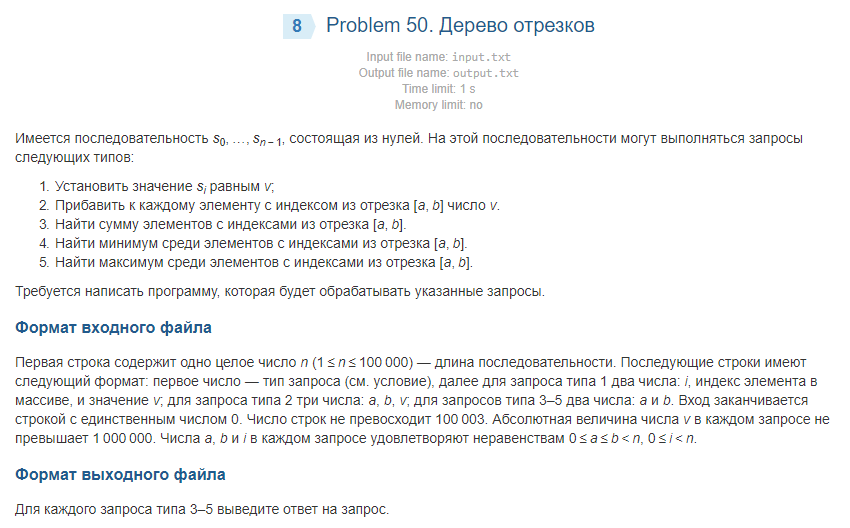 8 Problem 50. Дерево отрезков
Input file name: input.txt
Output file name: output.txt
Time limit: 1 s
Memory limit: no
Имеется последовательность s0, …, sn − 1, состоящая из нулей. На этой последовательности могут выполняться запросы
следующих типов:
1. Установить значение si равным v;
2. Прибавить к каждому элементу с индексом из отрезка [a, b] число v.
3. Найти сумму элементов с индексами из отрезка [a, b].
4. Найти минимум среди элементов с индексами из отрезка [a, b].
5. Найти максимум среди элементов с индексами из отрезка [a, b].
Требуется написать программу, которая будет обрабатывать указанные запросы.
Формат входного файла
Первая строка содержит одно целое число n (1 ≤ n ≤ 100 000) — длина последовательности. Последующие строки имеют
следующий формат: первое число — тип запроса (см. условие), далее для запроса типа 1 два числа: i, индекс элемента в
массиве, и значение v; для запроса типа 2 три числа: a, b, v; для запросов типа 3–5 два числа: a и b. Вход заканчивается
строкой с единственным числом 0. Число строк не превосходит 100 003. Абсолютная величина числа v в каждом запросе не
превышает 1 000 000. Числа a, b и i в каждом запросе удовлетворяют неравенствам 0 ≤ a ≤ b < n, 0 ≤ i < n.
Формат выходного файла
Для каждого запроса типа 3–5 выведите ответ на запрос.